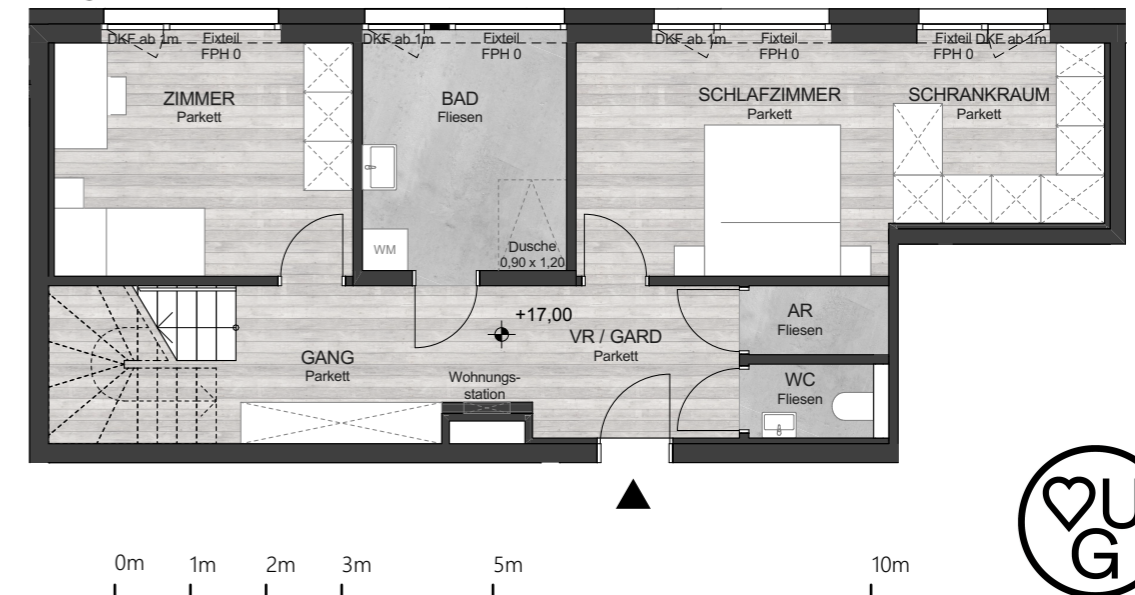 DKF ab 1m
Fixteil
FPH 0
DKF ab 1m
Fixteil
FPH 0
DKF ab 1m
Fixteil
FPH 0
Fixteil
FPH 0
DKF ab 1m
ZIMMER
Parkett
BAD
Fliesen
SCHLAFZIMMER
Parkett
SCHRANKRAUM
Parkett
WM
Dusche
0,90 x 1,20
+17,00
GANG
Parkett
Wohnungs-
station
VR / GARD
Parkett
AR
Fliesen
WC
Fliesen
0m 1m 2m 3m 5m 10m
U
G